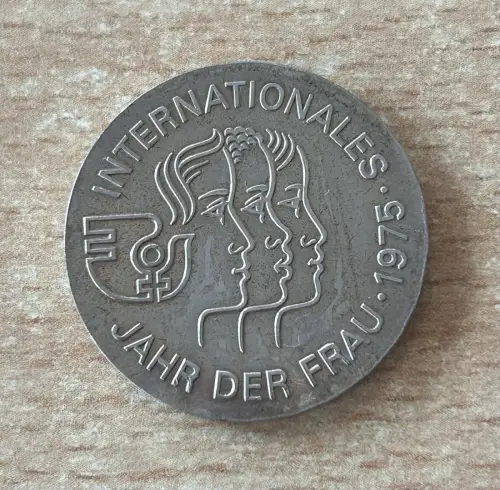 INTERNATIONALES
JAHR DER FRAU · 1975 ·